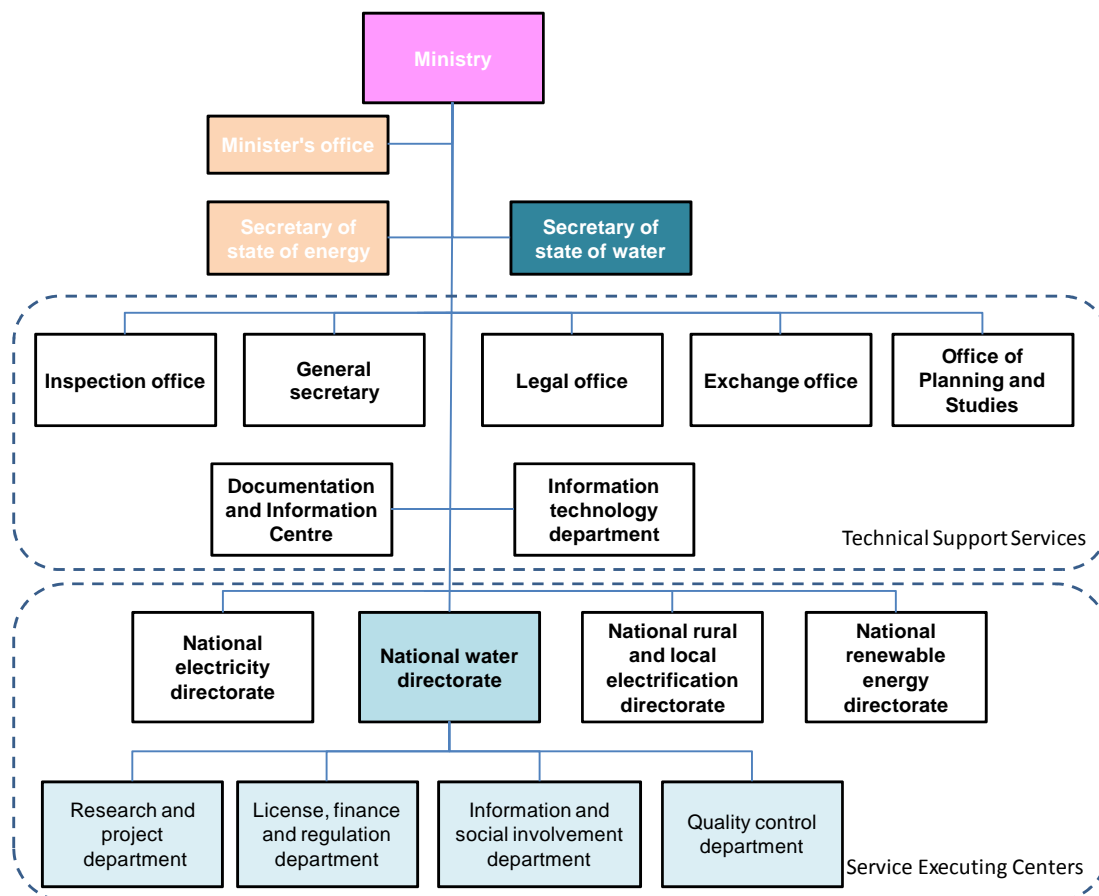 Ministry
Minister's office
Secretary of
state of energy
Secretary of
state of water
Inspection office
General
secretary
Legal office
Exchange office
Office of
Planning and
Studies
Documentation
and Information
Centre
Information
technology
department
Technical Support Services
National
electricity
directorate
National water
directorate
National rural
and local
electrification
directorate
National
renewable
energy
directorate
Research and
project
department
License, finance
and regulation
department
Information and
social involvement
department
Quality control
department
Service Executing Centers